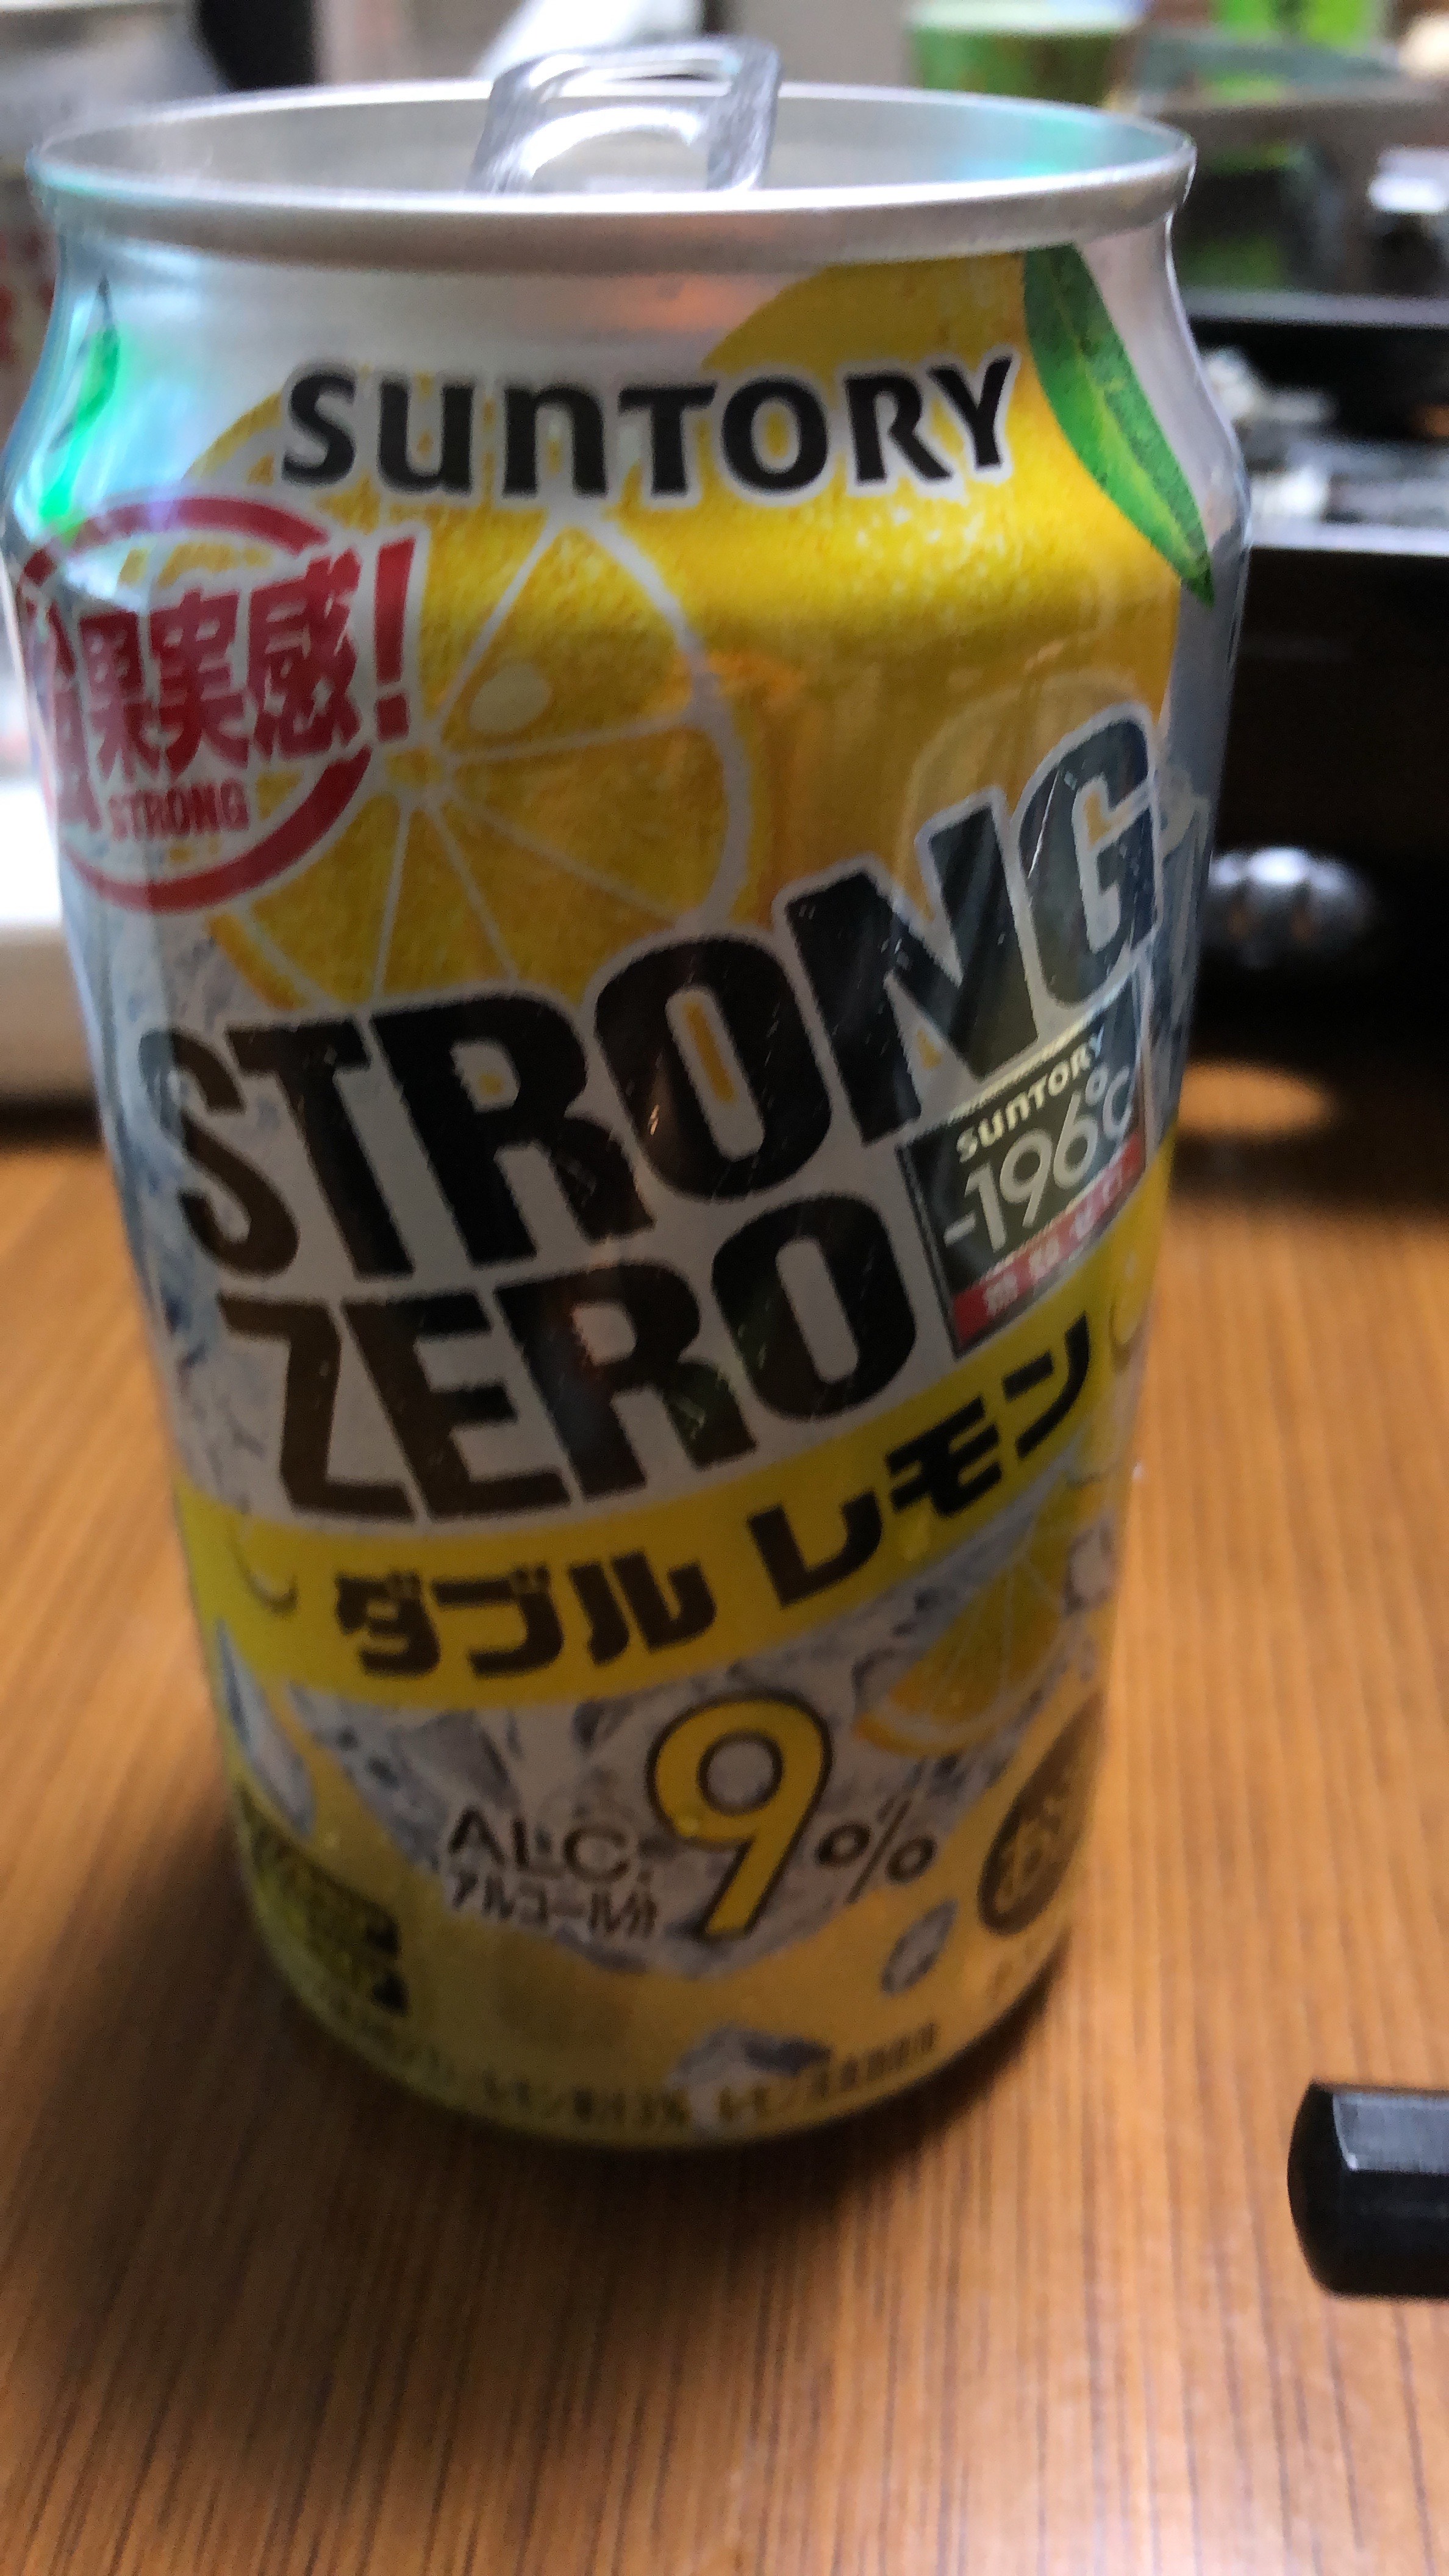 SUNTORY
果実感!
STRONG
STRONG
ZERO
SUNTORY
-196℃
ダブル レモン
ALC.
9%
アルコール分